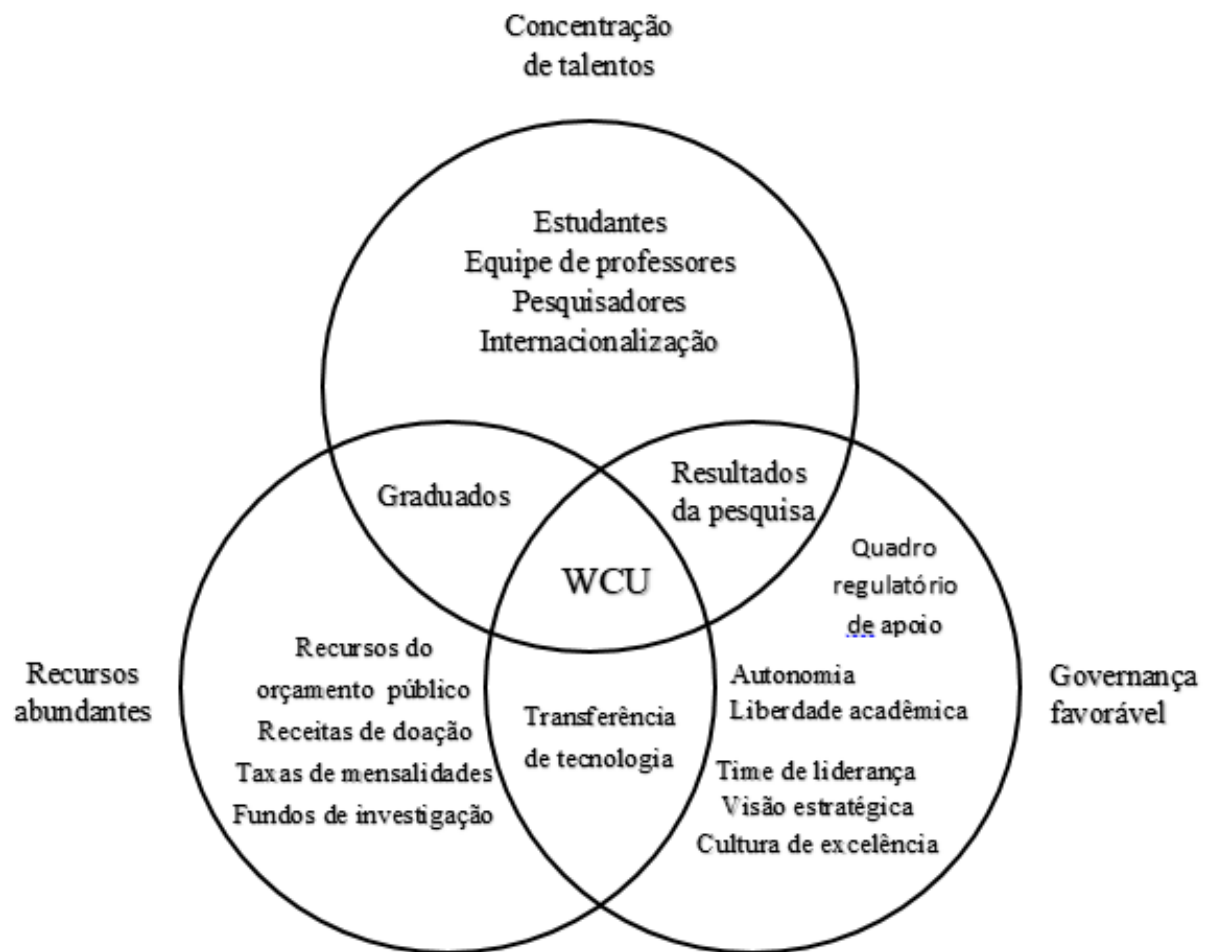 Concentração
de talentos
Estudantes
Equipe de professores
Pesquisadores
Internacionalização
Graduados
Resultados
da pesquisa
WCU
Quadro
regulatório
de apoio
Recursos
abundantes
Recursos do
orçamento público
Receitas de doação
Taxas de mensalidades
Fundos de investigação
Transferência
de tecnologia
Autonomia
Liberdade acadêmica
Time de liderança
Visão estratégica
Cultura de excelência
Governança
favorável